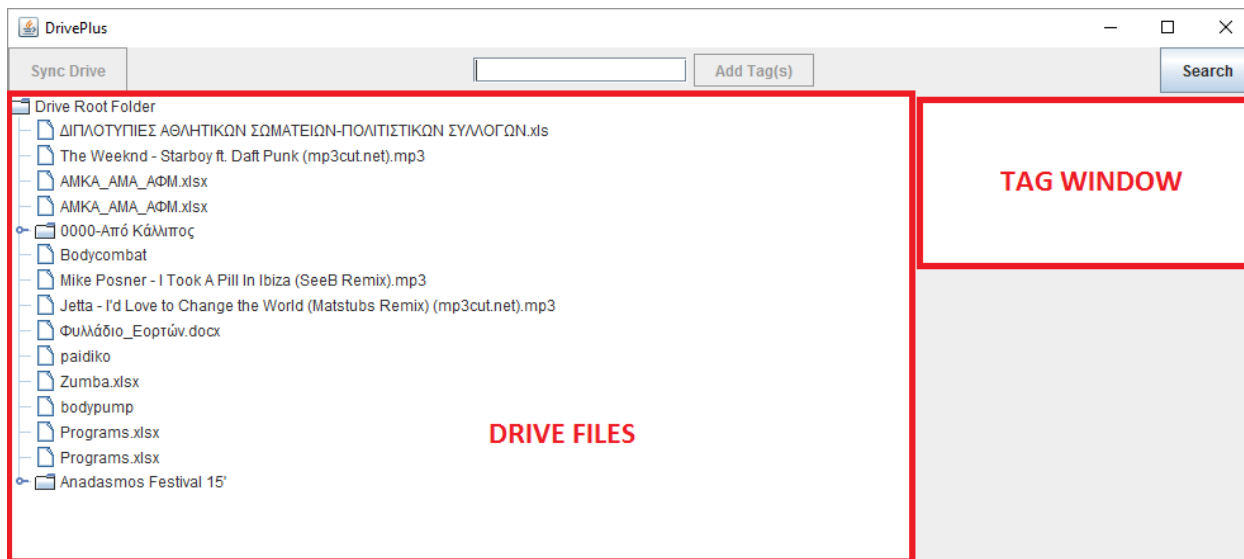 DrivePlus
Sync Drive
Add Tag(s)
Search
Drive Root Folder
ΔΙΠΛΟΤΥΠΙΕΣ ΑΘΛΗΤΙΚΩΝ ΣΩΜΑΤΕΙΩΝ-ΠΟΛΙΤΙΣΤΙΚΩΝ ΣΥΛΛΟΓΩΝ.xls
The Weeknd - Starboy ft. Daft Punk (mp3cut.net).mp3
ΑΜΚΑ_ΑΜΑ_ΑΦΜ.xlsx
ΑΜΚΑ_ΑΜΑ_ΑΦΜ.xlsx
0000-Από Κάλλιπος
Bodycombat
Mike Posner - I Took A Pill In Ibiza (SeeB Remix).mp3
Jetta - I'd Love to Change the World (Matstubs Remix) (mp3cut.net).mp3
Φυλλάδιο_Εορτών.docx
paidiko
Zumba.xlsx
bodypump
Programs.xlsx
Programs.xlsx
Anadasmos Festival 15'
TAG WINDOW
DRIVE FILES